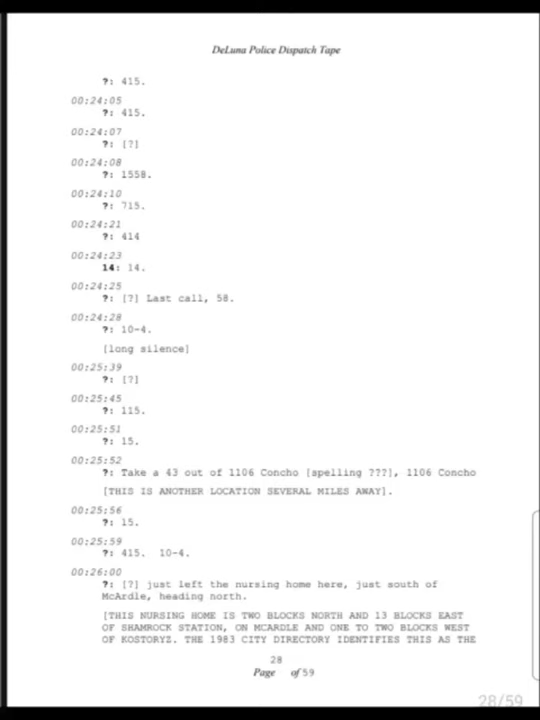 DeLuna Police Dispatch Tape
?: 415.
00:24:05
?: 415.
00:24:07
?: [?]
00:24:08
?: 1558.
00:24:10
?: 715.
00:24:21
?: 414
00:24:23
14: 14.
00:24:25
?: [?] Last call, 58.
00:24:28
?: 10-4.
[long silence]
00:25:39
?: [?]
00:25:45
?: 115.
00:25:51
?: 15.
00:25:52
?: Take a 43 out of 1106 Concho [spelling ???], 1106 Concho
[THIS IS ANOTHER LOCATION SEVERAL MILES AWAY].
00:25:56
?: 15.
00:25:59
?: 415. 10-4.
00:26:00
?: [?] just left the nursing home here, just south of
McArdle, heading north.
[THIS NURSING HOME IS TWO BLOCKS NORTH AND 13 BLOCKS EAST
OF SHAMROCK STATION, ON MCARDLE AND ONE TO TWO BLOCKS WEST
OF KOSTORYZ. THE 1983 CITY DIRECTORY IDENTIFIES THIS AS THE
28
Page of 59
28/59